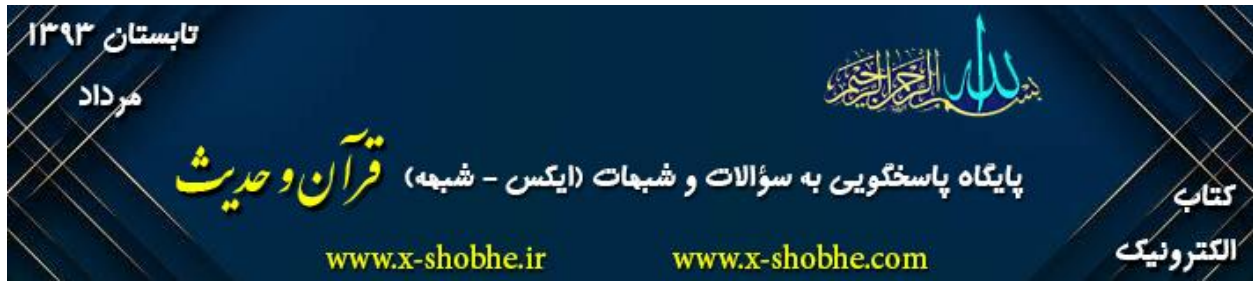 تابستان ۱۳۹۳
مرداد
بسم الله الرحمن الرحیم
پایگاه پاسخگویی به سؤالات و شبهات (ایکس - شبهه) قرآن و حدیث
کتاب
الکترونیک
www.x-shobhe.ir www.x-shobhe.com